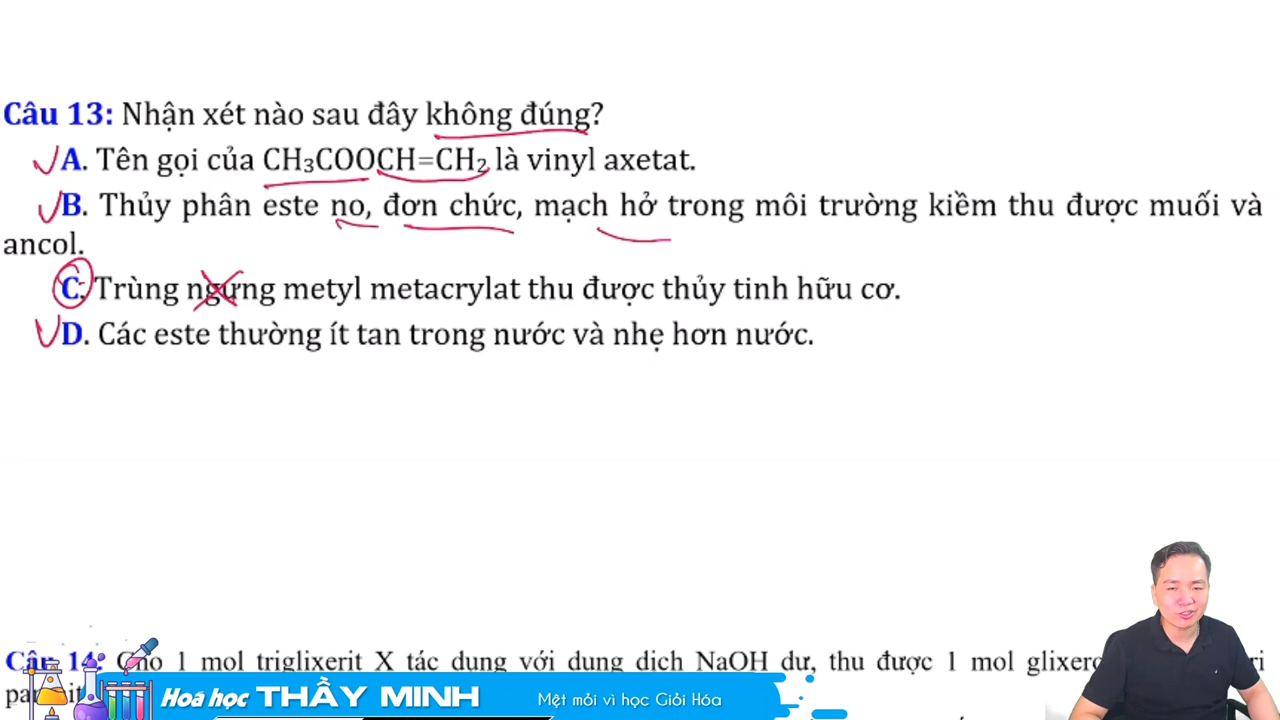 Câu 13: Nhận xét nào sau đây không đúng?
A. Tên gọi của CH₃COOCH=CH₂ là vinyl axetat.
B. Thủy phân este no, đơn chức, mạch hở trong môi trường kiềm thu được muối và
ancol.
C. Trùng ngưng metyl metacrylat thu được thủy tinh hữu cơ.
D. Các este thường ít tan trong nước và nhẹ hơn nước.
Câu 14: Cho 1 mol triglixerit X tác dụng với dung dịch NaOH dư, thu được 1 mol
Hoá học THẦY MINH Mệt mỏi vì học Giỏi Hóa